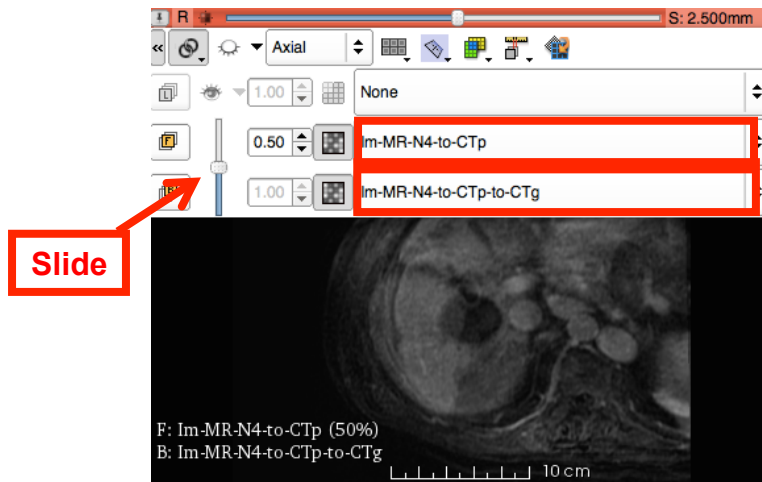 R S: 2.500mm
« Axial
L 1.00 None
F 0.50 Im-MR-N4-to-CTp
B 1.00 Im-MR-N4-to-CTp-to-CTg
Slide
F: Im-MR-N4-to-CTp (50%)
B: Im-MR-N4-to-CTp-to-CTg
10 cm